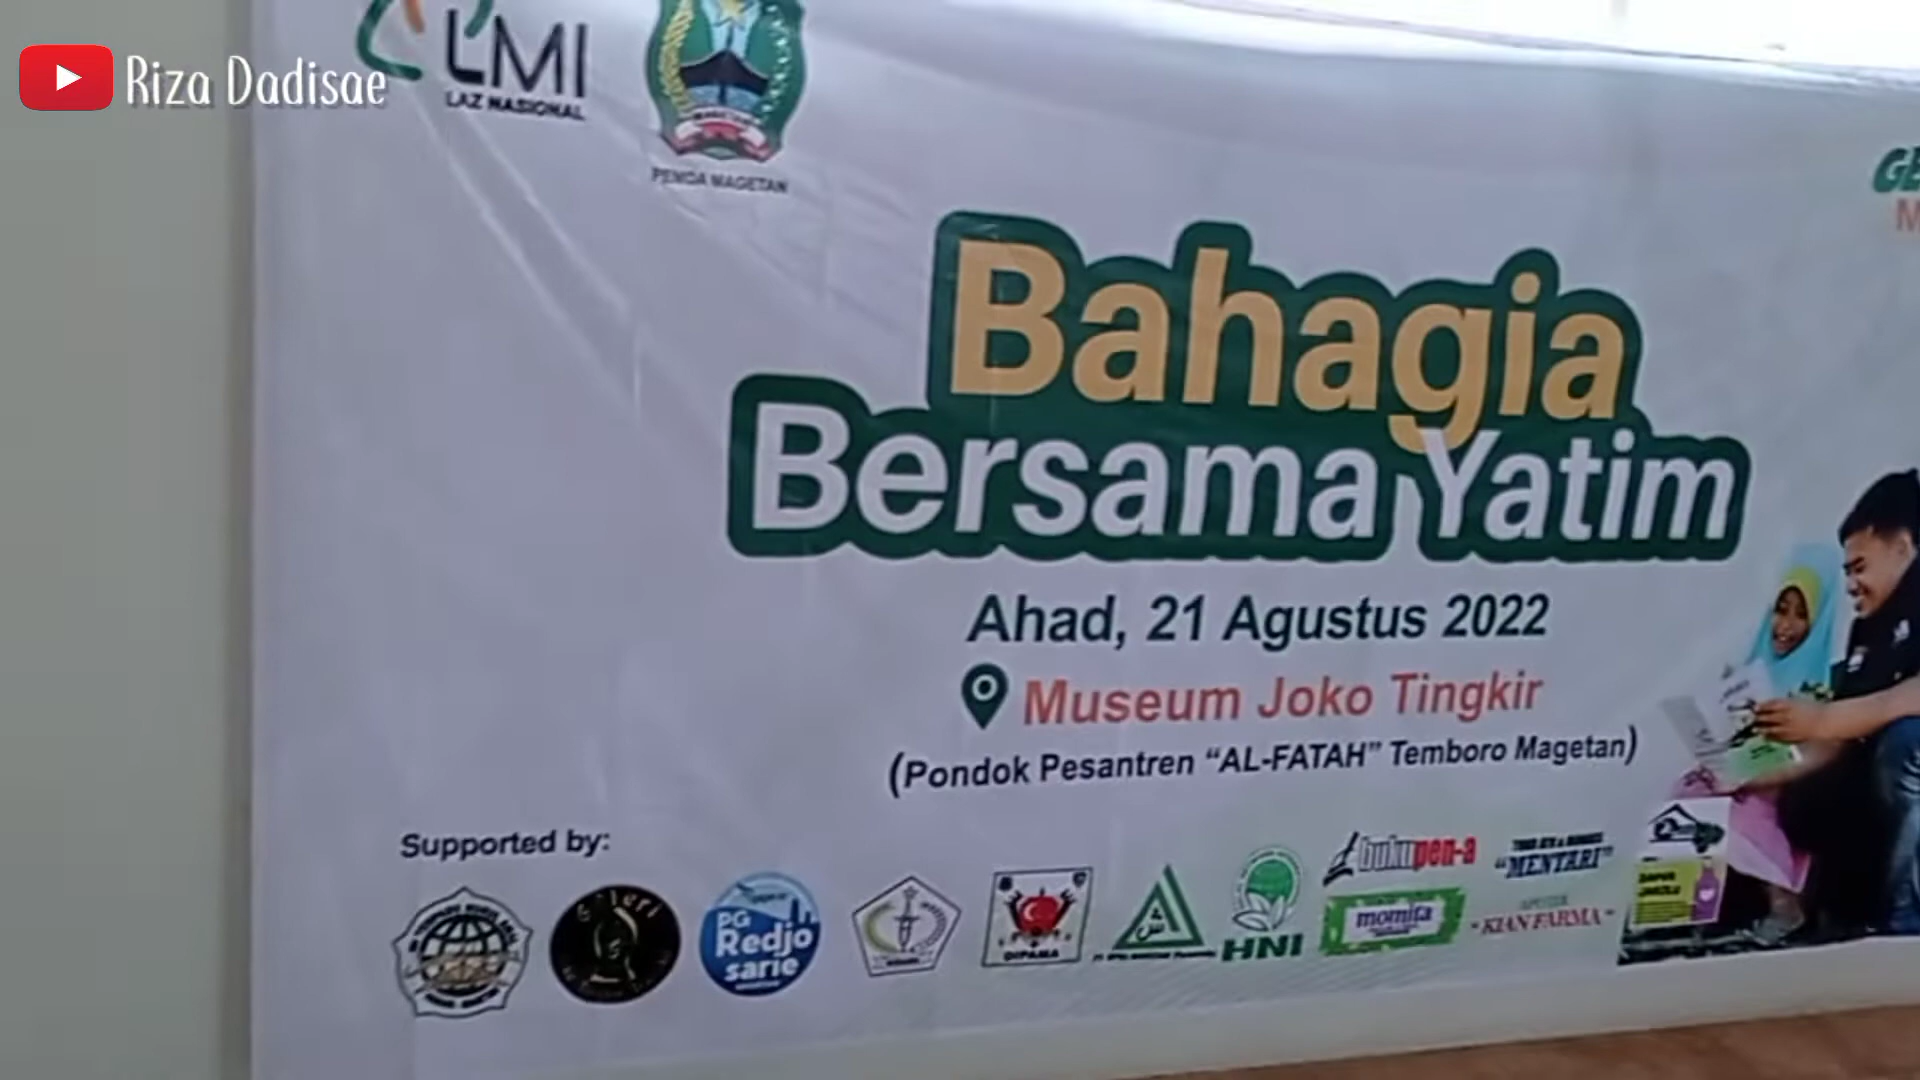 Riza Dadisae
LMI
LAZ NASIONAL
PEMDA MAGETAN
Bahagia
Bersama Yatim
Ahad, 21 Agustus 2022
Museum Joko Tingkir
(Pondok Pesantren “AL-FATAH” Temboro Magetan)
Supported by:
PG
Redjo
sarie
DIPAMA
HNI
bukupen-a
momita
“MENTARI”
"KIAN FARMA"